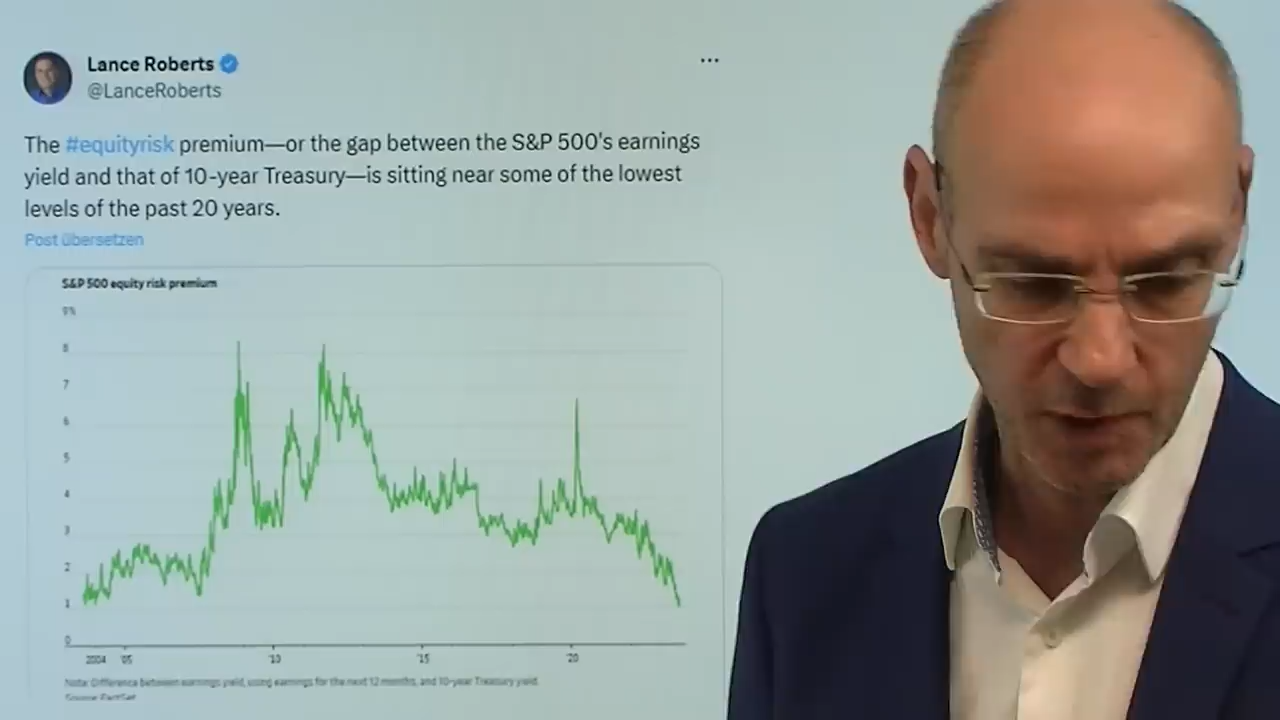 Lance Roberts
@LanceRoberts
The #equityrisk premium—or the gap between the S&P 500's earnings
yield and that of 10-year Treasury—is sitting near some of the lowest
levels of the past 20 years.
Post übersetzen
S&P 500 equity risk premium
9%
8
7
6
5
4
3
2
1
0
2004 '05 '10 '15 '20
Note: Difference between earnings yield, using earnings for the next 12 months, and 10-year Treasury yield.
Source: FactSet